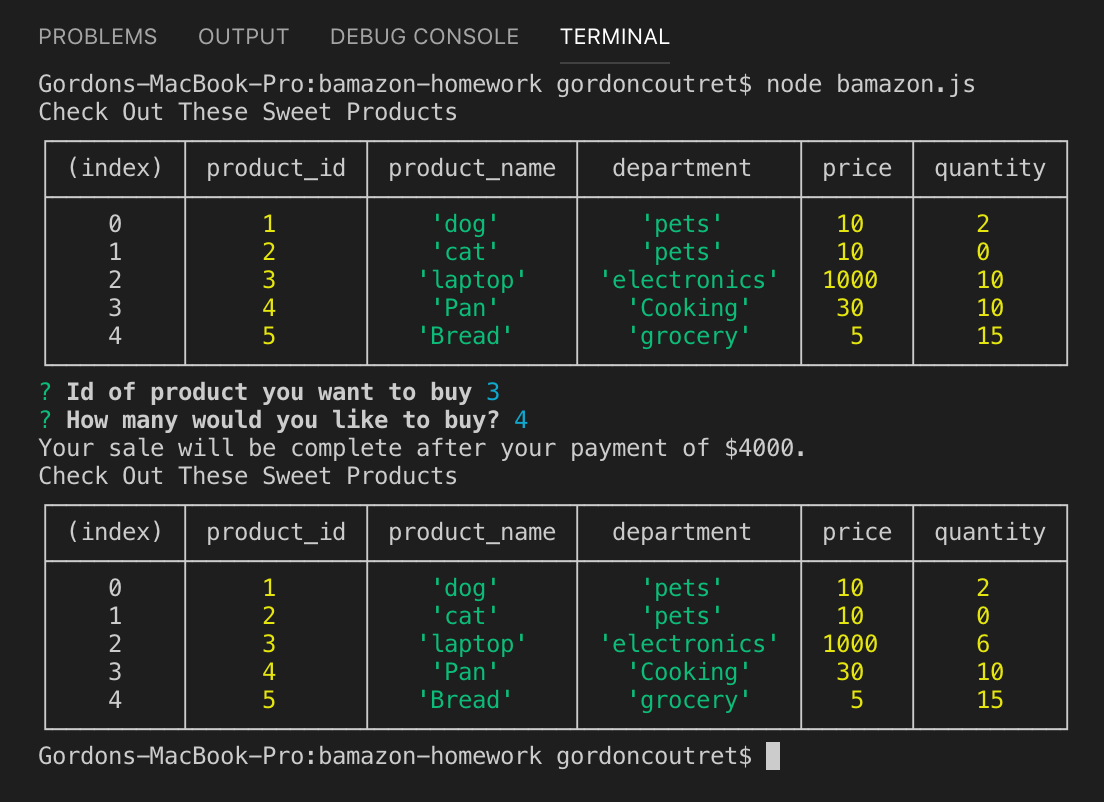 PROBLEMS OUTPUT DEBUG CONSOLE TERMINAL
Gordons-MacBook-Pro:bamazon-homework gordoncoutret$ node bamazon.js
Check Out These Sweet Products
(index) product_id product_name department price quantity
0 1 'dog' 'pets' 10 2
1 2 'cat' 'pets' 10 0
2 3 'laptop' 'electronics' 1000 10
3 4 'Pan' 'Cooking' 30 10
4 5 'Bread' 'grocery' 5 15
? Id of product you want to buy 3
? How many would you like to buy? 4
Your sale will be complete after your payment of $4000.
Check Out These Sweet Products
(index) product_id product_name department price quantity
0 1 'dog' 'pets' 10 2
1 2 'cat' 'pets' 10 0
2 3 'laptop' 'electronics' 1000 6
3 4 'Pan' 'Cooking' 30 10
4 5 'Bread' 'grocery' 5 15
Gordons-MacBook-Pro:bamazon-homework gordoncoutret$